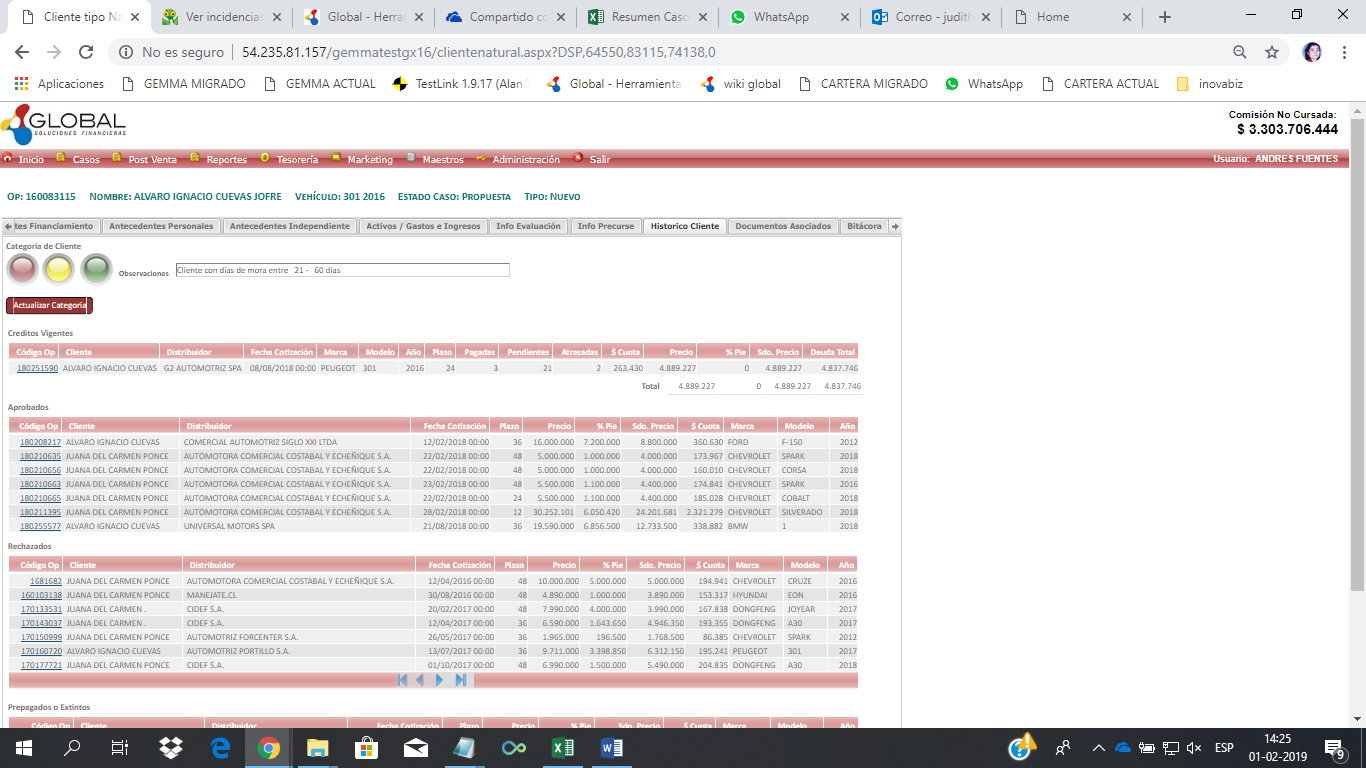 Cliente tipo Na
Ver incidencias
Global - Herra
Compartido co
Resumen Caso
WhatsApp
Correo - judith
Home
No es seguro | 54.235.81.157/gemmatestgx16/clientenatural.aspx?DSP,64550,83115,74138,0
Aplicaciones GEMMA MIGRADO GEMMA ACTUAL TestLink 1.9.17 (Alan Global - Herramienta wiki global CARTERA MIGRADO WhatsApp CARTERA ACTUAL inovabiz
GLOBAL
SOLUCIONES FINANCIERAS
Comisión No Cursada:
$ 3.303.706.444
Inicio Casos Post Venta Reportes Tesorería Marketing Maestros Administración Salir Usuario: ANDRES FUENTES
OP: 160083115 NOMBRE: ALVARO IGNACIO CUEVAS JOFRE VEHÍCULO: 301 2016 ESTADO CASO: PROPUESTA TIPO: NUEVO
tes Financiamiento Antecedentes Personales Antecedentes Independiente Activos / Gastos e Ingresos Info Evaluación Info Precurse Historico Cliente Documentos Asociados Bitácora
Categoria de Cliente
Observaciones Cliente con dias de mora entre 21 - 60 dias
Actualizar Categoria
Creditos Vigentes
Código Op Cliente Distribuidor Fecha Cotización Marca Modelo Año Plazo Pagadas Pendientes Atrasadas $ Cuota Precio % Pie Sdo. Precio Deuda Total
180251590 ALVARO IGNACIO CUEVAS G2 AUTOMOTRIZ SPA 08/08/2018 00:00 PEUGEOT 301 2016 24 3 21 2 263.430 4.889.227 0 4.889.227 4.837.746
Total 4.889.227 0 4.889.227 4.837.746
Aprobados
Código Op Cliente Distribuidor Fecha Cotización Plazo Precio % Pie Sdo. Precio $ Cuota Marca Modelo Año
180208217 ALVARO IGNACIO CUEVAS COMERCIAL AUTOMOTRIZ SIGLO XXI LTDA 12/02/2018 00:00 36 16.000.000 7.200.000 8.800.000 360.630 FORD F-150 2012
180210635 JUANA DEL CARMEN PONCE AUTOMOTORA COMERCIAL COSTABAL Y ECHEÑIQUE S.A. 22/02/2018 00:00 48 5.000.000 1.000.000 4.000.000 173.967 CHEVROLET SPARK 2018
180210656 JUANA DEL CARMEN PONCE AUTOMOTORA COMERCIAL COSTABAL Y ECHEÑIQUE S.A. 22/02/2018 00:00 48 5.000.000 1.000.000 4.000.000 160.010 CHEVROLET CORSA 2018
180210663 JUANA DEL CARMEN PONCE AUTOMOTORA COMERCIAL COSTABAL Y ECHEÑIQUE S.A. 23/02/2018 00:00 48 5.500.000 1.100.000 4.400.000 174.841 CHEVROLET SPARK 2016
180210665 JUANA DEL CARMEN PONCE AUTOMOTORA COMERCIAL COSTABAL Y ECHEÑIQUE S.A. 22/02/2018 00:00 24 5.500.000 1.100.000 4.400.000 185.028 CHEVROLET COBALT 2018
180211395 JUANA DEL CARMEN PONCE AUTOMOTORA COMERCIAL COSTABAL Y ECHEÑIQUE S.A. 28/02/2018 00:00 12 30.252.101 6.050.420 24.201.681 2.321.279 CHEVROLET SILVERADO 2018
180255577 ALVARO IGNACIO CUEVAS UNIVERSAL MOTORS SPA 21/08/2018 00:00 36 19.590.000 6.856.500 12.733.500 338.882 BMW 1 2018
Rechazados
Código Op Cliente Distribuidor Fecha Cotización Plazo Precio % Pie Sdo. Precio $ Cuota Marca Modelo Año
1681682 JUANA DEL CARMEN PONCE AUTOMOTORA COMERCIAL COSTABAL Y ECHEÑIQUE S.A. 12/04/2016 00:00 48 10.000.000 5.000.000 5.000.000 194.941 CHEVROLET CRUZE 2016
160103138 JUANA DEL CARMEN PONCE MANEJATE.CL 30/08/2016 00:00 36 4.890.000 1.000.000 3.890.000 153.317 HYUNDAI EON 2016
170133531 JUANA DEL CARMEN . CIDEF S.A. 20/02/2017 00:00 48 7.990.000 4.000.000 3.990.000 167.838 DONGFENG JOYEAR 2017
170143037 JUANA DEL CARMEN . CIDEF S.A. 12/04/2017 00:00 36 6.590.000 1.643.650 4.946.350 193.355 DONGFENG A30 2017
170150999 JUANA DEL CARMEN PONCE AUTOMOTRIZ FORCENTER S.A. 26/05/2017 00:00 36 1.965.000 196.500 1.768.500 86.385 CHEVROLET SPARK 2012
170160720 ALVARO IGNACIO CUEVAS AUTOMOTRIZ PORTILLO S.A. 13/07/2017 00:00 36 9.711.000 3.398.850 6.312.150 195.241 PEUGEOT 301 2017
170177721 JUANA DEL CARMEN PONCE CIDEF S.A. 01/10/2017 00:00 48 6.990.000 1.500.000 5.490.000 204.835 DONGFENG A30 2018
Prepagados o Extintos
Código Op Cliente Distribuidor Fecha Cotización Plazo Precio % Pie Sdo. Precio $ Cuota Marca Modelo Año
ESP
14:25
01-02-2019
9